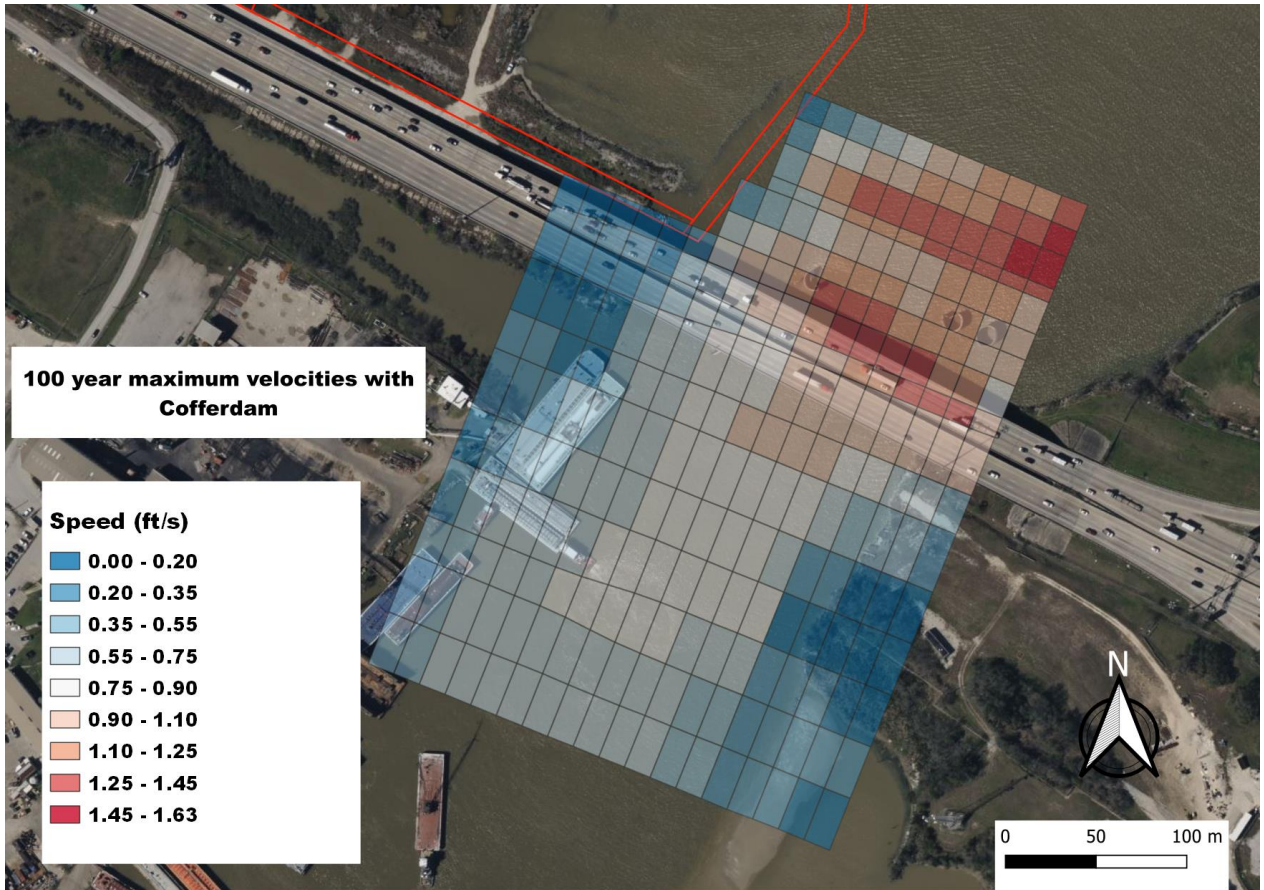 100 year maximum velocities with
Cofferdam
Speed (ft/s)
0.00 - 0.20
0.20 - 0.35
0.35 - 0.55
0.55 - 0.75
0.75 - 0.90
0.90 - 1.10
1.10 - 1.25
1.25 - 1.45
1.45 - 1.63
N
0 50 100 m